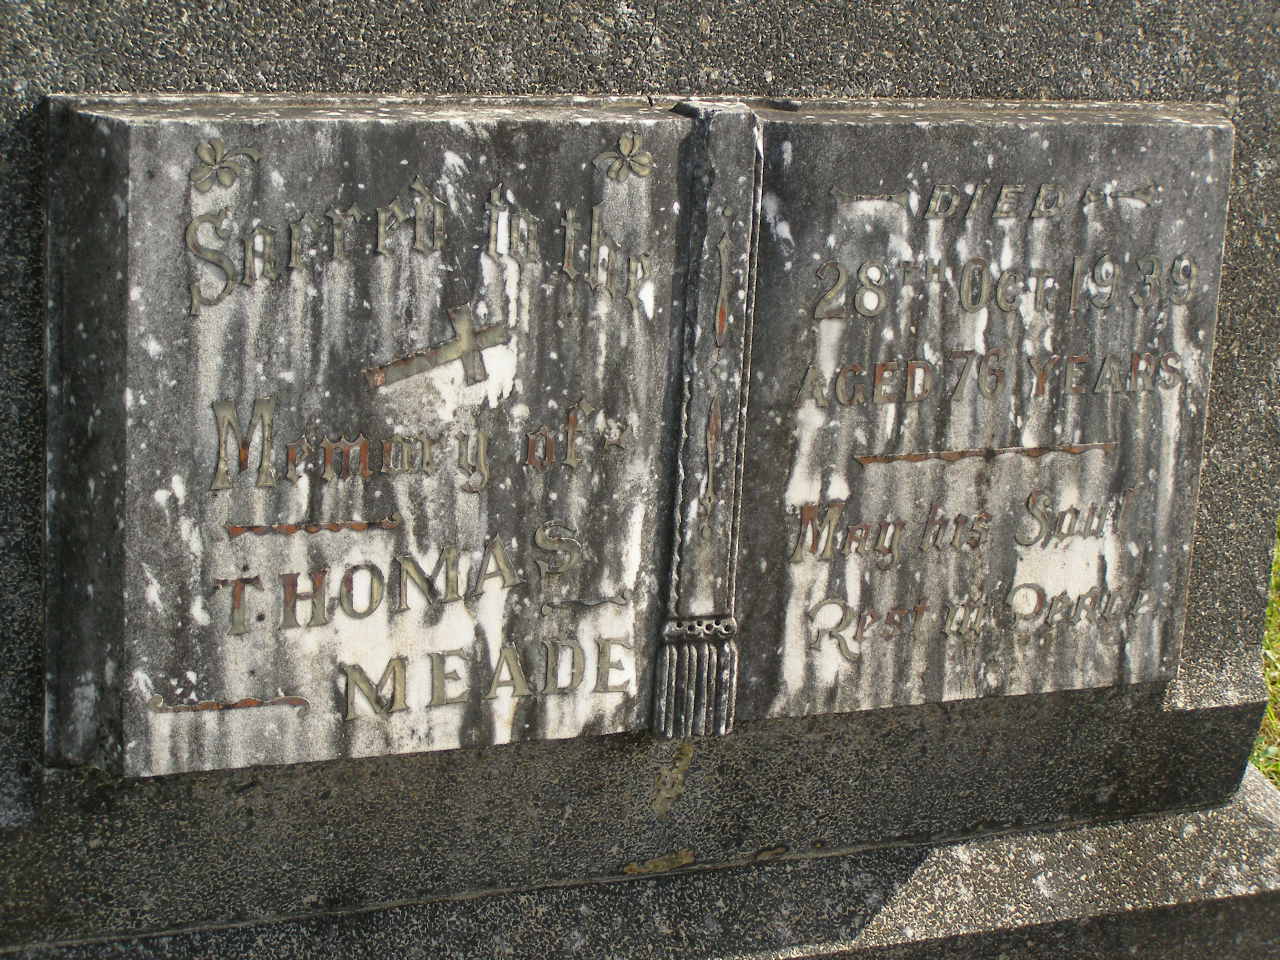 Sacred to the
Memory of
THOMAS
MEADE
DIED
28TH OCT. 1939
AGED 76 YEARS
May his Soul
Rest in Peace